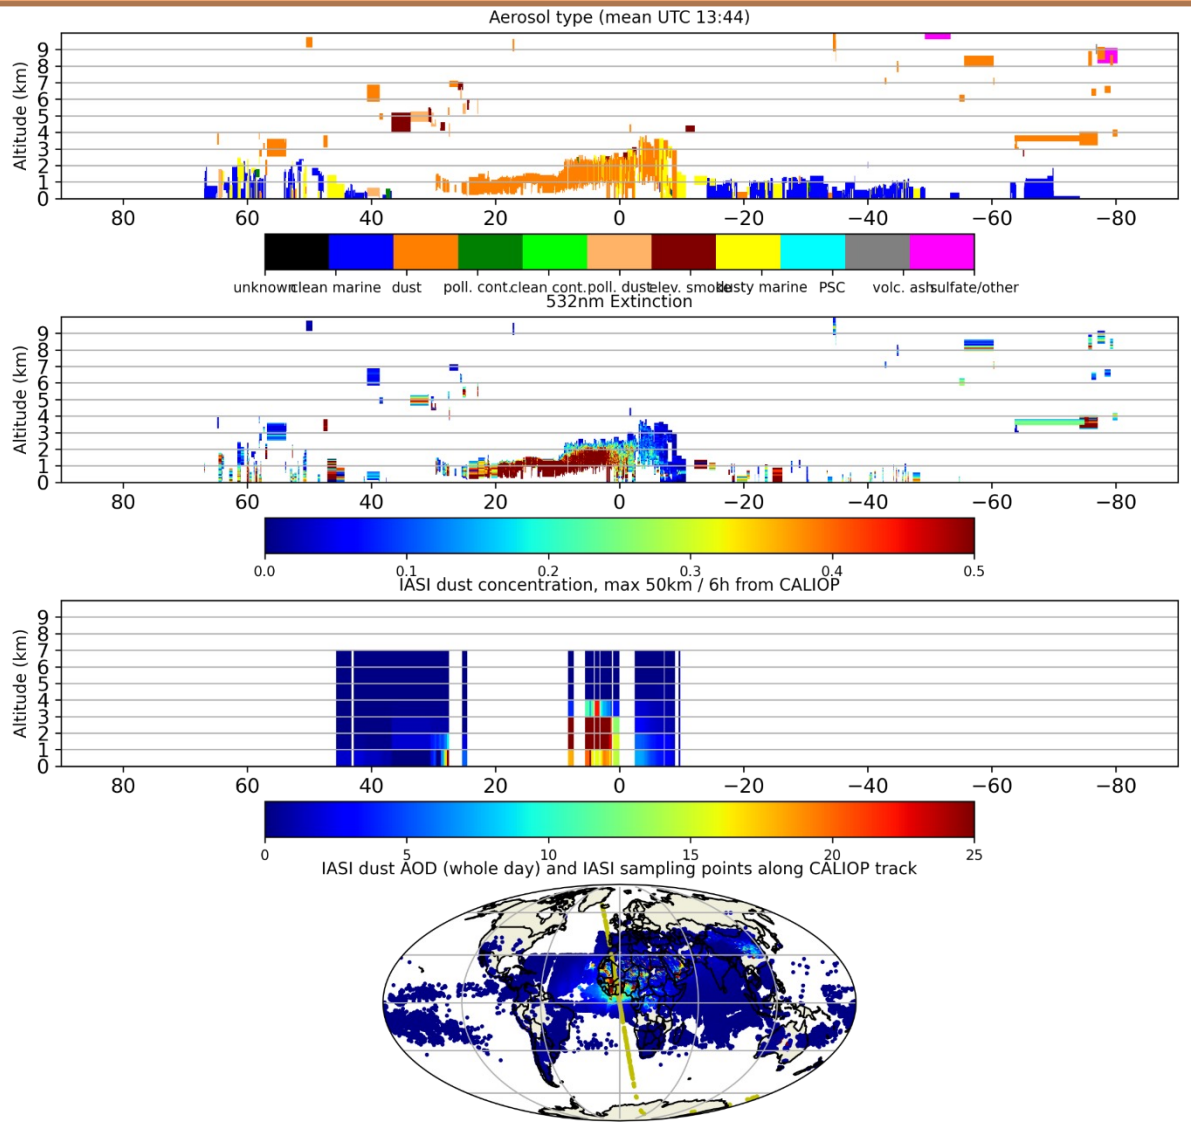 Aerosol type (mean UTC 13:44)
Altitude (km)
9
8
7
6
5
4
3
2
1
0
80 60 40 20 0 −20 −40 −60 −80
unknown clean marine dust poll. cont. clean cont. poll. dust elev. smoke dusty marine PSC volc. ash sulfate/other
532nm Extinction
Altitude (km)
9
8
7
6
5
4
3
2
1
0
80 60 40 20 0 −20 −40 −60 −80
0.0 0.1 0.2 0.3 0.4 0.5
IASI dust concentration, max 50km / 6h from CALIOP
Altitude (km)
9
8
7
6
5
4
3
2
1
0
80 60 40 20 0 −20 −40 −60 −80
0 5 10 15 20 25
IASI dust AOD (whole day) and IASI sampling points along CALIOP track